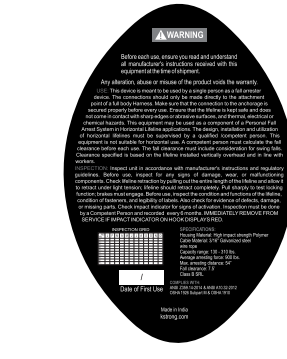 WARNING
Before each use, ensure you read and understand
all manufacturer's instructions received with this
equipment at the time of shipment.
Any alteration, abuse or misuse of the product voids the warranty.
USE: This device is meant to be used by a single person as a fall arrester
device. The connections should only be made directly to the attachment
point of a full body Harness. Make sure that the connection to the anchorage is
secured properly before every use. Ensure that the lifeline is kept safe and does
not come in contact with sharp edges or abrasive surfaces, and thermal, electrical or
chemical hazards. This equipment may be used as a component of a Personal Fall
Arrest System in Horizontal Lifeline applications. The design, installation and utilization
of horizontal lifelines must be supervised by a qualified /competent person. This
equipment is not suitable for horizontal use. A competent person must calculate the fall
clearance before each use. The fall clearance must include consideration for swing falls.
Clearance specified is based on the lifeline installed vertically overhead and in line with
workers.
INSPECTION: Inspect unit in accordance with manufacturer's instructions and regulatory
guidelines. Before use, inspect for any signs of damage, wear, or malfunctioning
components. Check lifeline retraction by pulling out the entire length of the lifeline and allow it
to retract under light tension; lifeline should retract completely. Pull sharply to test locking
function; brakes must engage. Before use, inspect the condition and functions of the lifeline,
condition of fasteners, and legibility of labels. Also check for evidence of defects, damage,
or missing parts. Check impact indicator for signs of activation. Inspection must be done
by a Competent Person and recorded every 6 months. IMMEDIATELY REMOVE FROM
SERVICE IF IMPACT INDICATOR ON HOOK DISPLAYS RED.
INSPECTION GRID
SPECIFICATIONS:
Housing Material: High impact strength Polymer
Cable Material: 3/16" Galvanized steel
wire rope
Capacity range: 130 - 310 lbs.
Average arresting force: 900 lbs.
Max. arresting distance: 54"
Fall clearance: 7.5'
Class B SRL.
/
Date of First Use
COMPLIES WITH:
ANSI Z359.14-2014 & ANSI A10.32-2012
OSHA 1926 Subpart M & OSHA 1910
Made in India
kstrong.com